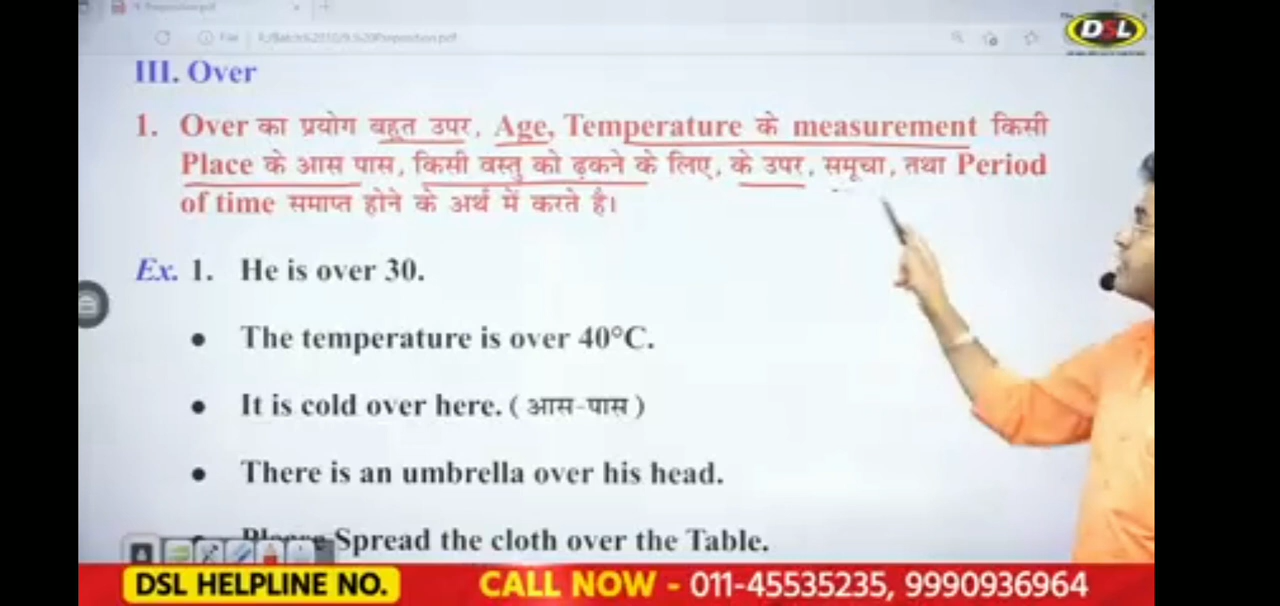 DSL
III. Over
1. Over का प्रयोग बहूत उपर, Age, Temperature के measurement किसी
Place के आस पास, किसी वस्तु को ढ़कने के लिए, के उपर, समूचा, तथा Period
of time समाप्त होने के अर्थ में करते है।
Ex. 1. He is over 30.
• The temperature is over 40°C.
• It is cold over here. ( आस-पास )
• There is an umbrella over his head.
Spread the cloth over the Table.
DSL HELPLINE NO. CALL NOW - 011-45535235, 9990936964